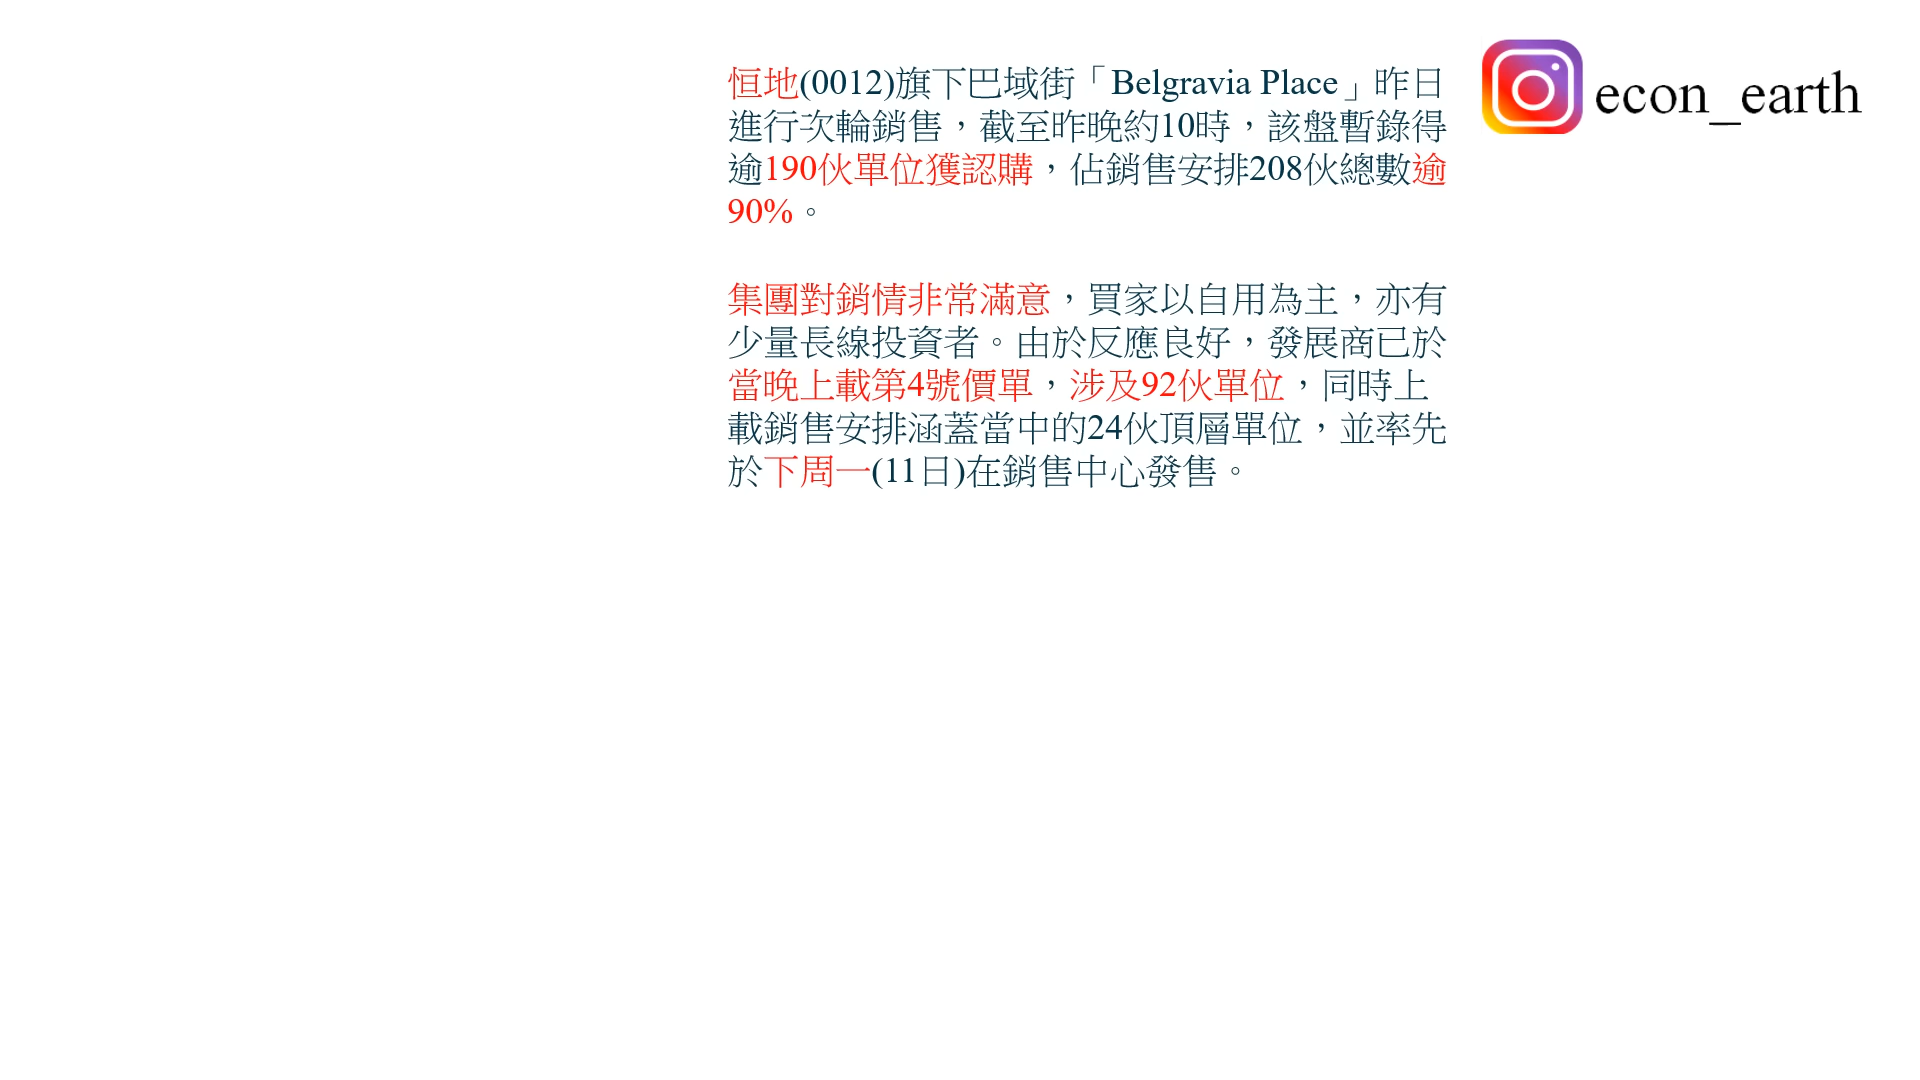 恒地(0012)旗下巴域街「Belgravia Place」昨日
進行次輪銷售，截至昨晚約10時，該盤暫錄得
逾190伙單位獲認購，佔銷售安排208伙總數逾
90%。
集團對銷情非常滿意，買家以自用為主，亦有
少量長線投資者。由於反應良好，發展商已於
當晚上載第4號價單，涉及92伙單位，同時上
載銷售安排涵蓋當中的24伙頂層單位，並率先
於下周一(11日)在銷售中心發售。
econ_earth